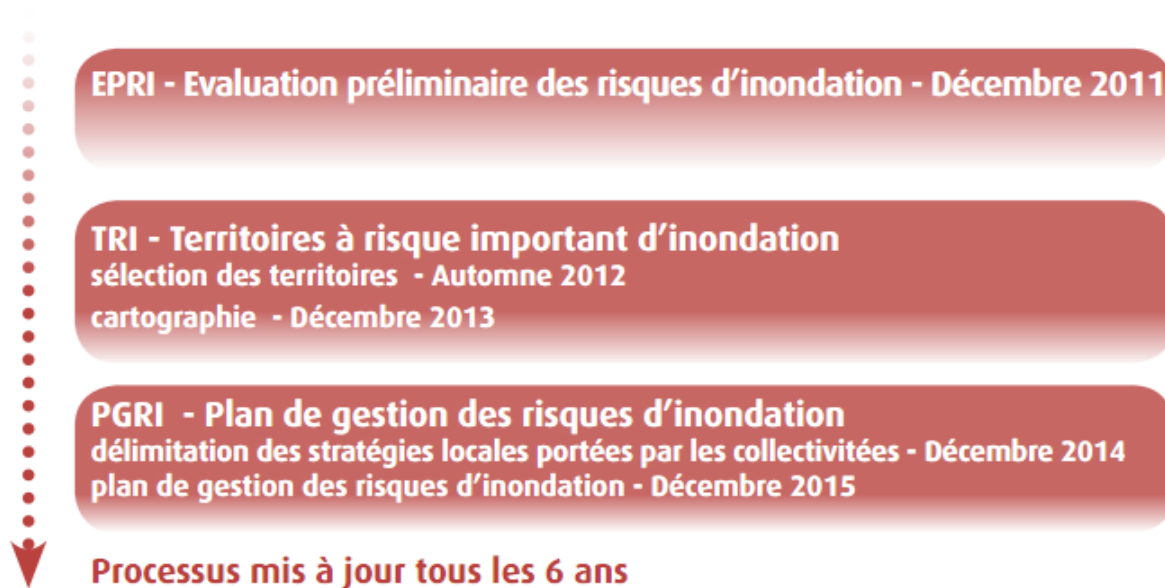 EPRI - Evaluation préliminaire des risques d’inondation - Décembre 2011
TRI - Territoires à risque important d’inondation
sélection des territoires - Automne 2012
cartographie - Décembre 2013
PGRI - Plan de gestion des risques d’inondation
délimitation des stratégies locales portées par les collectivitées - Décembre 2014
plan de gestion des risques d’inondation - Décembre 2015
Processus mis à jour tous les 6 ans